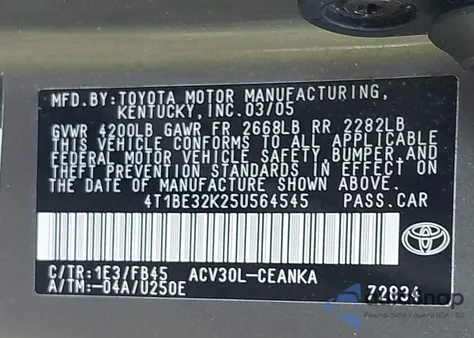 MFD.BY: TOYOTA MOTOR MANUFACTURING,
KENTUCKY, INC. 03/05
GVWR 4200LB GAWR FR 2668LB RR 2282LB
THIS VEHICLE CONFORMS TO ALL APPLICABLE
FEDERAL MOTOR VEHICLE SAFETY, BUMPER, AND
THEFT PREVENTION STANDARDS IN EFFECT ON
THE DATE OF MANUFACTURE SHOWN ABOVE.
4T1BE32K25U564545 PASS.CAR
C/TR: 1E3/FB45 ACV30L-CEANKA
A/TM: -04A/U250E 72034